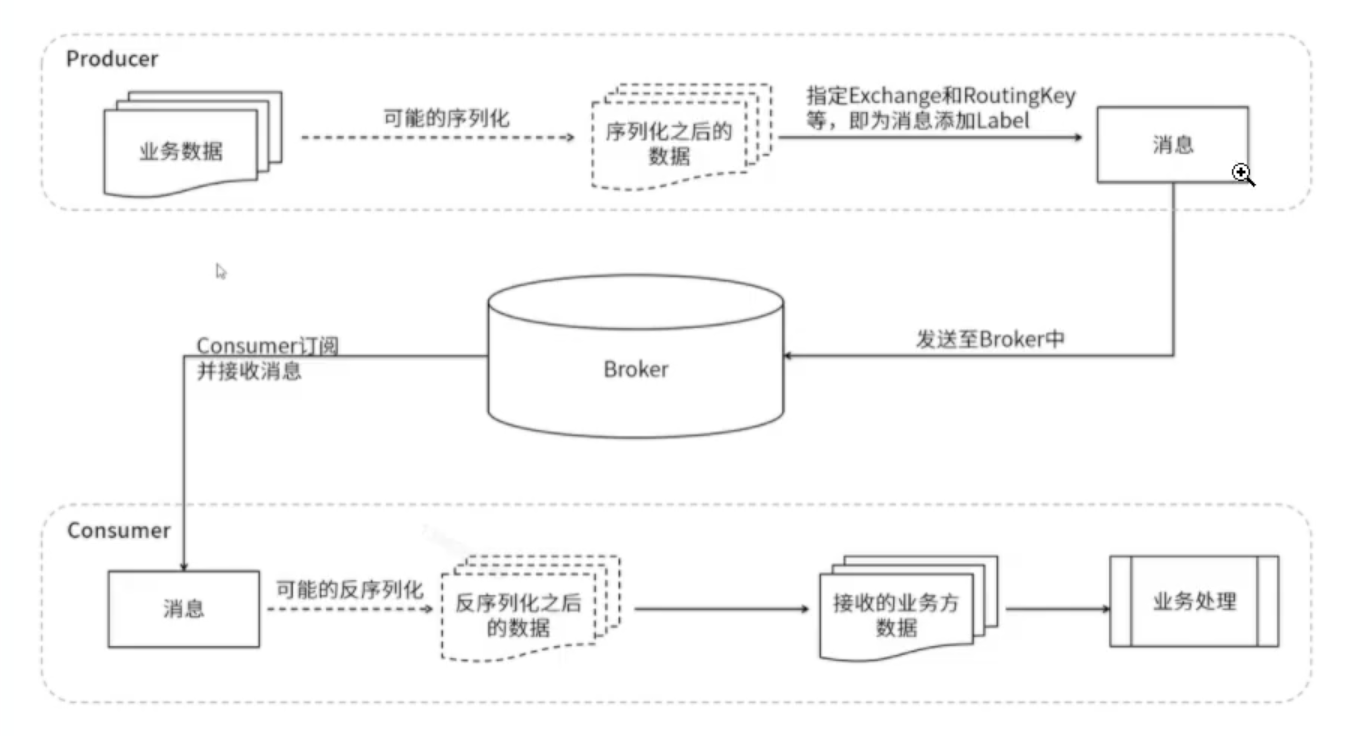 Producer
业务数据
可能的序列化
序列化之后的
数据
指定Exchange和RoutingKey
等，即为消息添加Label
消息
发送至Broker中
Broker
Consumer订阅
并接收消息
Consumer
消息
可能的反序列化
反序列化之后
的数据
接收的业务方
数据
业务处理